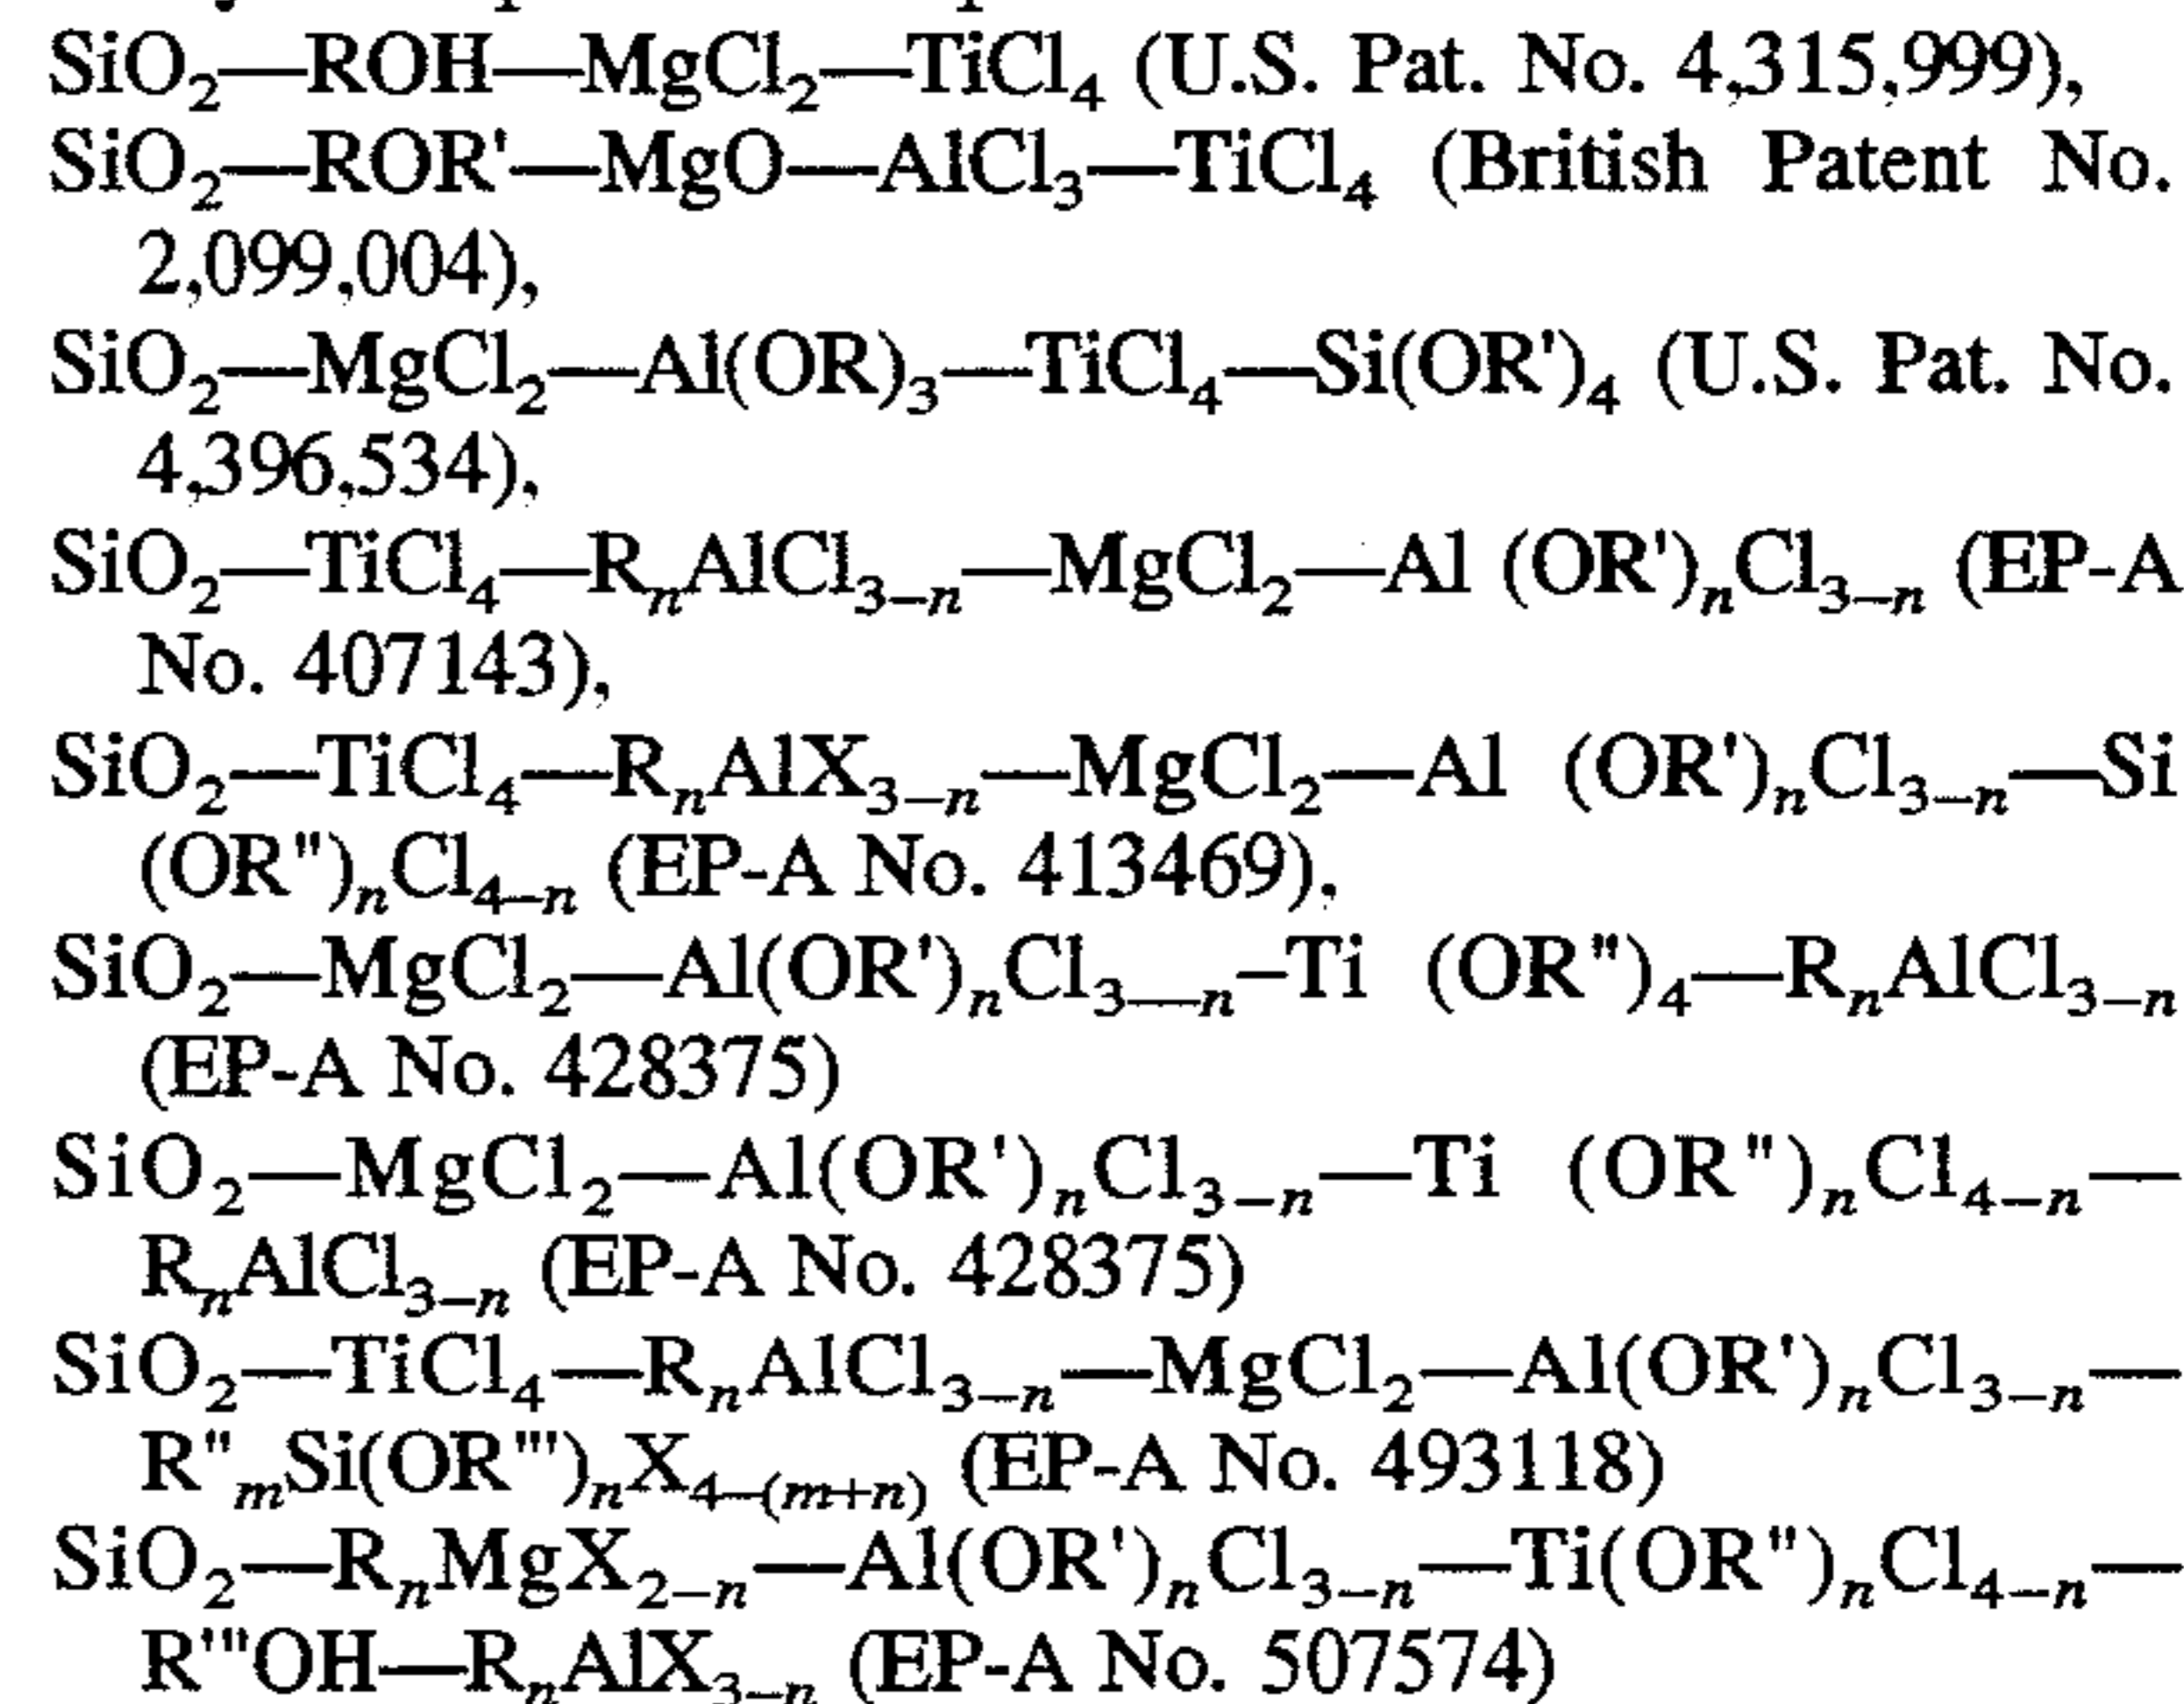 SiO₂—ROH—MgCl₂—TiCl₄ (U.S. Pat. No. 4,315,999),
SiO₂—ROR'—MgO—AlCl₃—TiCl₄ (British Patent No.
2,099,004),
SiO₂—MgCl₂—Al(OR)₃—TiCl₄—Si(OR')₄ (U.S. Pat. No.
4,396,534),
SiO₂—TiCl₄—RₙAlCl₃₋ₙ—MgCl₂—Al (OR')ₙCl₃₋ₙ (EP-A
No. 407143),
SiO₂—TiCl₄—RₙAlX₃₋ₙ—MgCl₂—Al (OR')ₙCl₃₋ₙ—Si
(OR")ₙCl₄₋ₙ (EP-A No. 413469),
SiO₂—MgCl₂—Al(OR')ₙCl₃—ₙ–Ti (OR")₄—RₙAlCl₃₋ₙ
(EP-A No. 428375)
SiO₂—MgCl₂—Al(OR')ₙCl₃₋ₙ—Ti (OR")ₙCl₄₋ₙ—
RₙAlCl₃₋ₙ (EP-A No. 428375)
SiO₂—TiCl₄—RₙAlCl₃₋ₙ—MgCl₂—Al(OR')ₙCl₃₋ₙ—
R"ₘSi(OR"')ₙX₄₋₍ₘ₊ₙ₎ (EP-A No. 493118)
SiO₂—RₙMgX₂₋ₙ—Al(OR')ₙCl₃₋ₙ—Ti(OR")ₙCl₄₋ₙ—
R'"OH—RₙAlX₃₋ₙ (EP-A No. 507574)